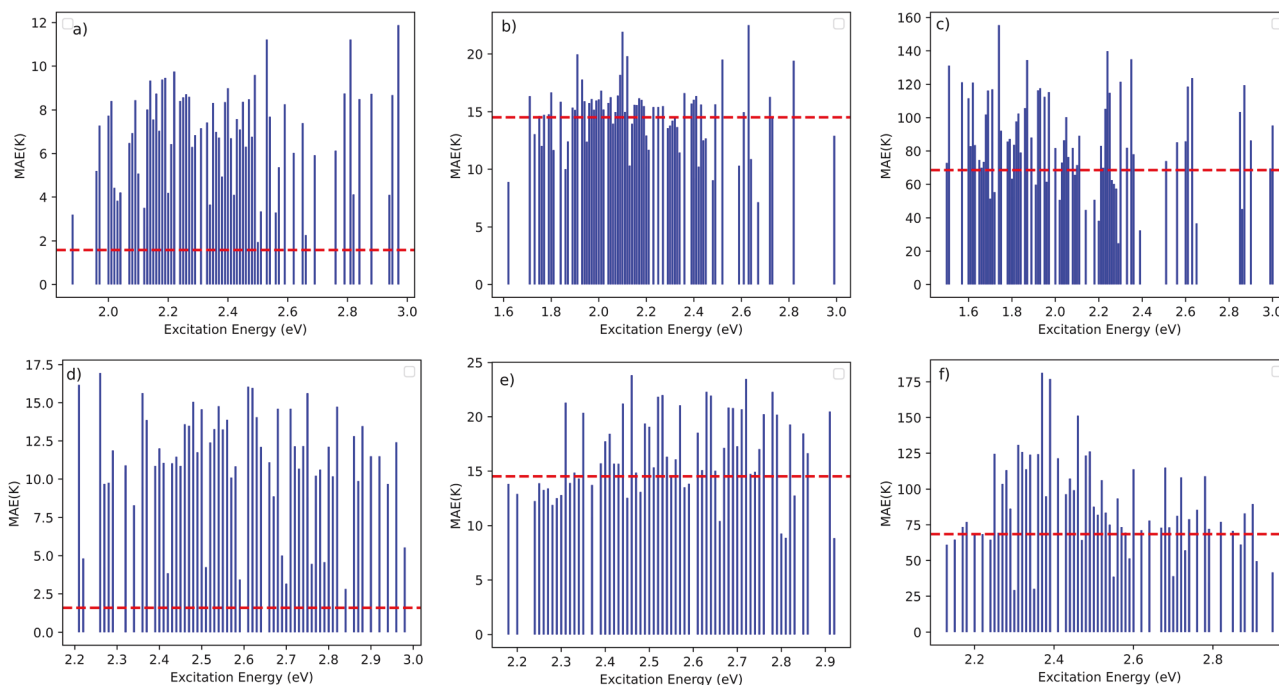 a)
MAE(K)
12
10
8
6
4
2
0
2.0 2.2 2.4 2.6 2.8 3.0
Excitation Energy (eV)
b)
MAE(K)
20
15
10
5
0
1.6 1.8 2.0 2.2 2.4 2.6 2.8 3.0
Excitation Energy (eV)
c)
MAE(K)
160
140
120
100
80
60
40
20
0
1.6 1.8 2.0 2.2 2.4 2.6 2.8 3.0
Excitation Energy (eV)
d)
MAE(K)
17.5
15.0
12.5
10.0
7.5
5.0
2.5
0.0
2.2 2.3 2.4 2.5 2.6 2.7 2.8 2.9 3.0
Excitation Energy (eV)
e)
MAE(K)
25
20
15
10
5
0
2.2 2.3 2.4 2.5 2.6 2.7 2.8 2.9
Excitation Energy (eV)
f)
MAE(K)
175
150
125
100
75
50
25
0
2.2 2.4 2.6 2.8
Excitation Energy (eV)